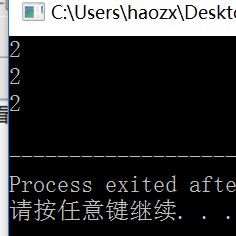 C:\Users\haozx\Deskto
2
2
2
--------------------
Process exited afte
请按任意键继续. . .